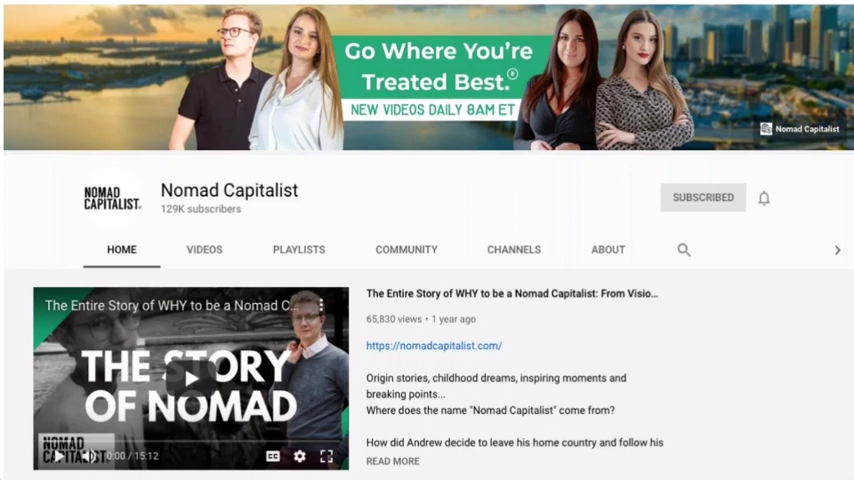 Go Where You're
Treated Best.®
NEW VIDEOS DAILY 8AM ET
Nomad Capitalist
NOMAD
CAPITALIST
Nomad Capitalist
129K subscribers
SUBSCRIBED
HOME VIDEOS PLAYLISTS COMMUNITY CHANNELS ABOUT
The Entire Story of WHY to be a Nomad C...
THE STORY
OF NOMAD
NOMAD
CAPITALIST
0:00 / 15:12
CC
The Entire Story of WHY to be a Nomad Capitalist: From Visio...
65,830 views • 1 year ago
https://nomadcapitalist.com/
Origin stories, childhood dreams, inspiring moments and
breaking points...
Where does the name "Nomad Capitalist" come from?
How did Andrew decide to leave his home country and follow his
READ MORE